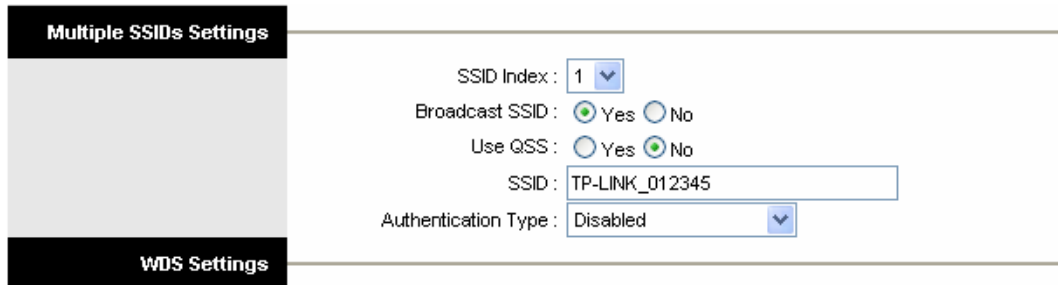 Multiple SSIDs Settings
SSID Index : 1
Broadcast SSID : Yes No
Use QSS : Yes No
SSID : TP-LINK_012345
Authentication Type : Disabled
WDS Settings